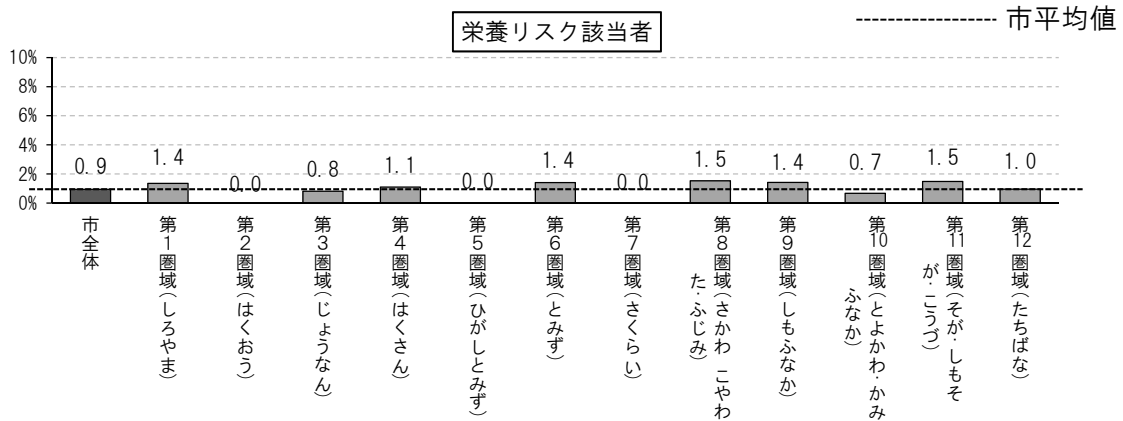 市平均値
栄養リスク該当者
10%
8%
6%
4%
2%
0%
0.9
1.4
0.0
0.8
1.1
0.0
1.4
0.0
1.5
1.4
0.7
1.5
1.0
市全体
第1圏域(しろやま)
第2圏域(はくおう)
第3圏域(じょうなん)
第4圏域(はくさん)
第5圏域(ひがしとみず)
第6圏域(とみず)
第7圏域(さくらい)
第8圏域(さかわ こやわ
た・ふじみ)
第9圏域(しもふなか)
第10圏域(とよかわ・かみ
ふなか)
第11圏域(そが・しもそ
が・こうづ)
第12圏域(たちばな)